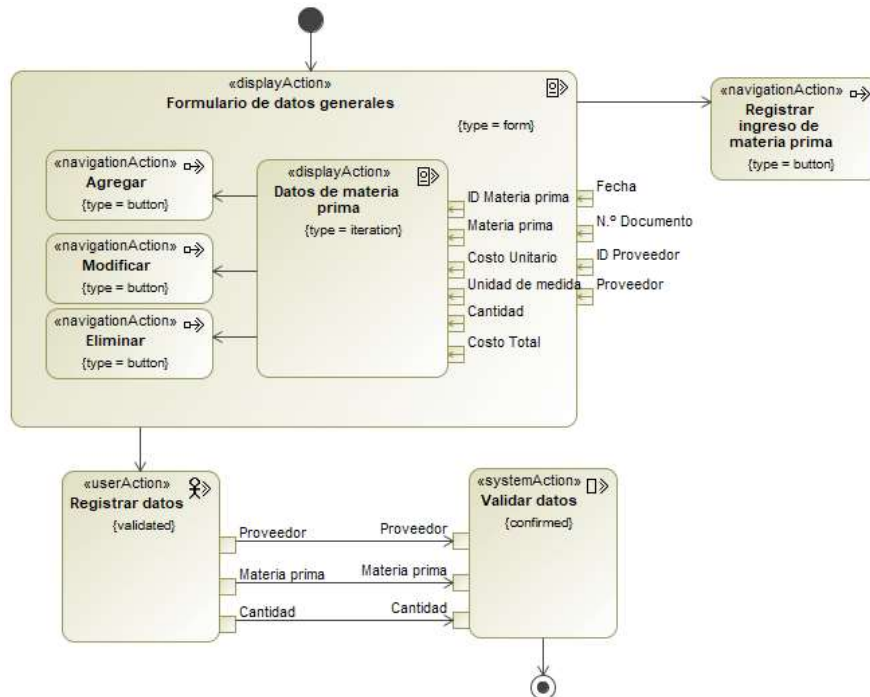 «displayAction»
Formulario de datos generales
{type = form}
«navigationAction»
Registrar
ingreso de
materia prima
{type = button}
«navigationAction»
Agregar
{type = button}
«displayAction»
Datos de materia
prima
{type = iteration}
ID Materia prima
Materia prima
Costo Unitario
Unidad de medida
Cantidad
Costo Total
Fecha
N.º Documento
ID Proveedor
Proveedor
«navigationAction»
Modificar
{type = button}
«navigationAction»
Eliminar
{type = button}
«userAction»
Registrar datos
{validated}
Proveedor
Materia prima
Cantidad
Proveedor
Materia prima
Cantidad
«systemAction»
Validar datos
{confirmed}